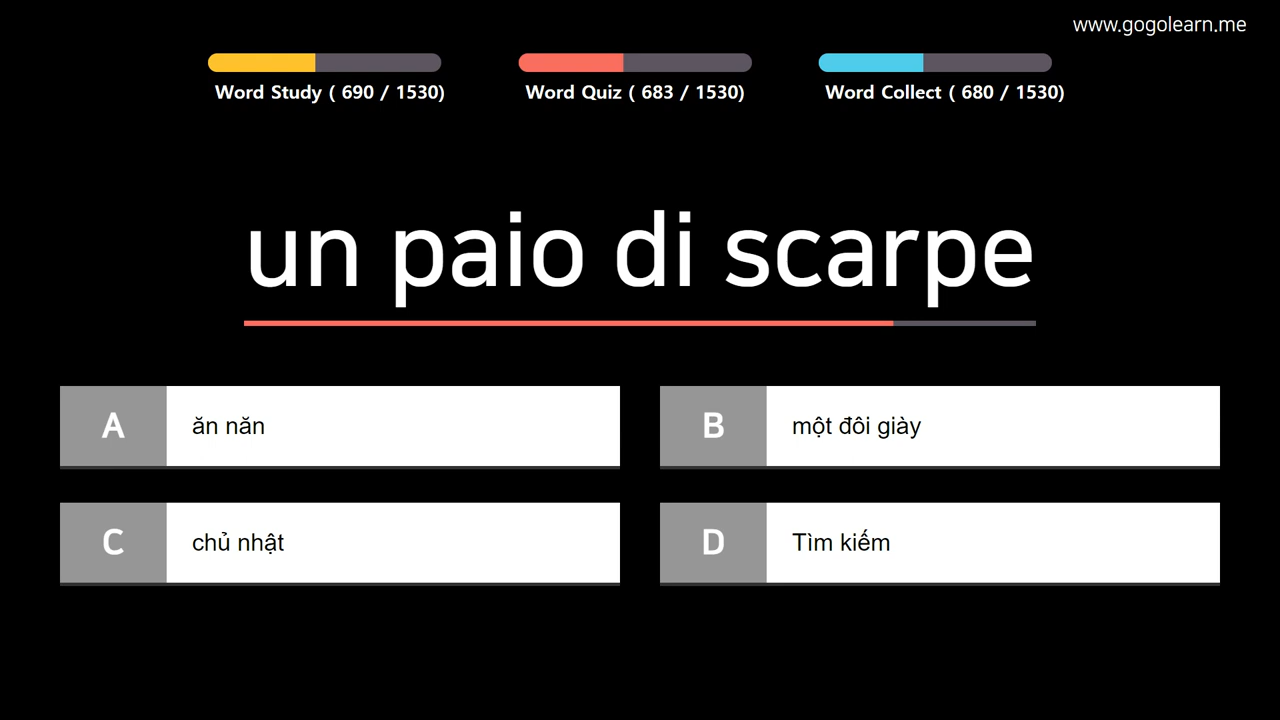 www.gogolearn.me
Word Study ( 690 / 1530)
Word Quiz ( 683 / 1530)
Word Collect ( 680 / 1530)
un paio di scarpe
A
ăn năn
B
một đôi giày
C
chủ nhật
D
Tìm kiếm